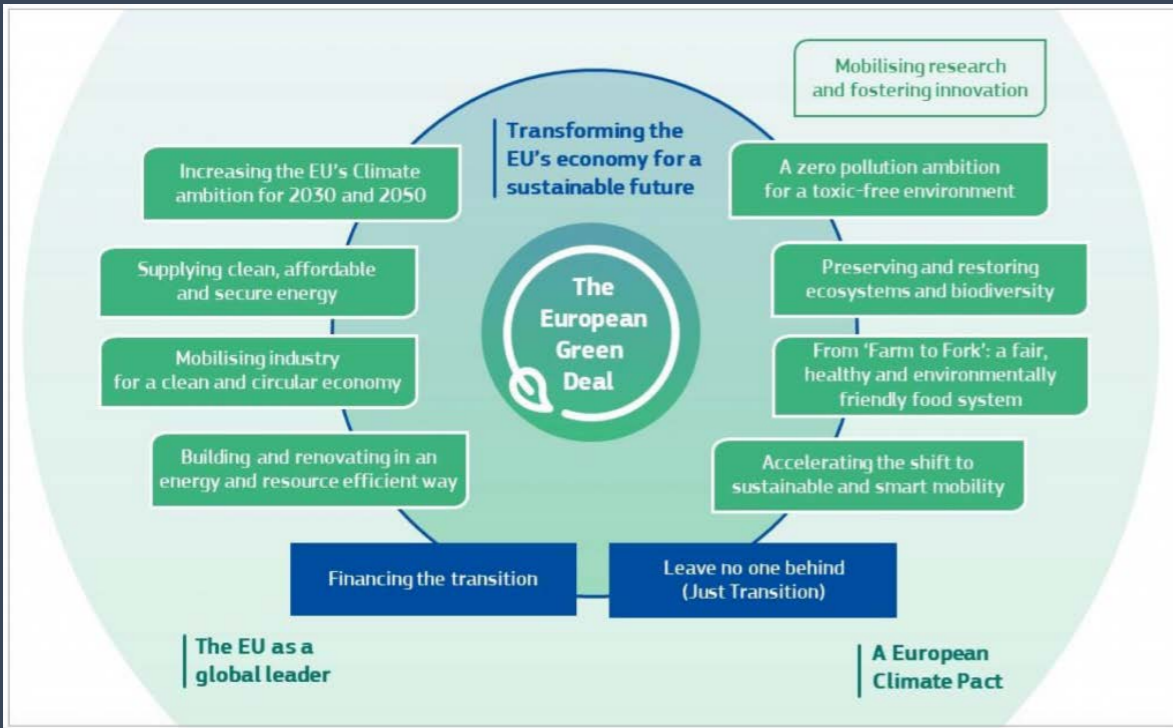 Mobilising research
and fostering innovation
Transforming the
EU's economy for a
sustainable future
Increasing the EU's Climate
ambition for 2030 and 2050
A zero pollution ambition
for a toxic-free environment
Supplying clean, affordable
and secure energy
The
European
Green
Deal
Preserving and restoring
ecosystems and biodiversity
Mobilising industry
for a clean and circular economy
From ‘Farm to Fork’: a fair,
healthy and environmentally
friendly food system
Building and renovating in an
energy and resource efficient way
Accelerating the shift to
sustainable and smart mobility
Financing the transition
Leave no one behind
(Just Transition)
The EU as a
global leader
A European
Climate Pact